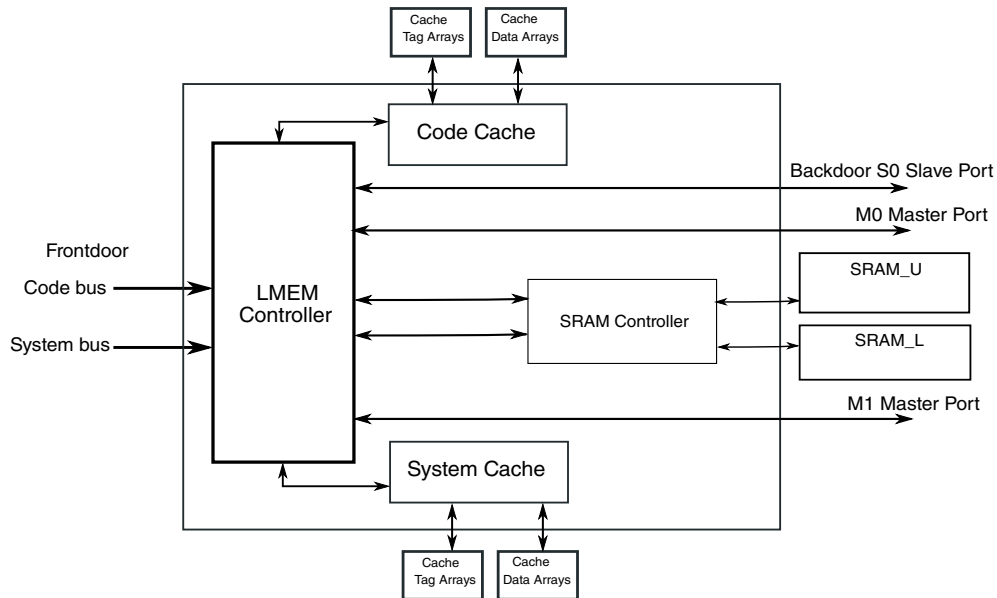 Cache
Tag Arrays
Cache
Data Arrays
Code Cache
Backdoor S0 Slave Port
M0 Master Port
Frontdoor
Code bus
System bus
LMEM
Controller
SRAM Controller
SRAM_U
SRAM_L
M1 Master Port
System Cache
Cache
Tag Arrays
Cache
Data Arrays